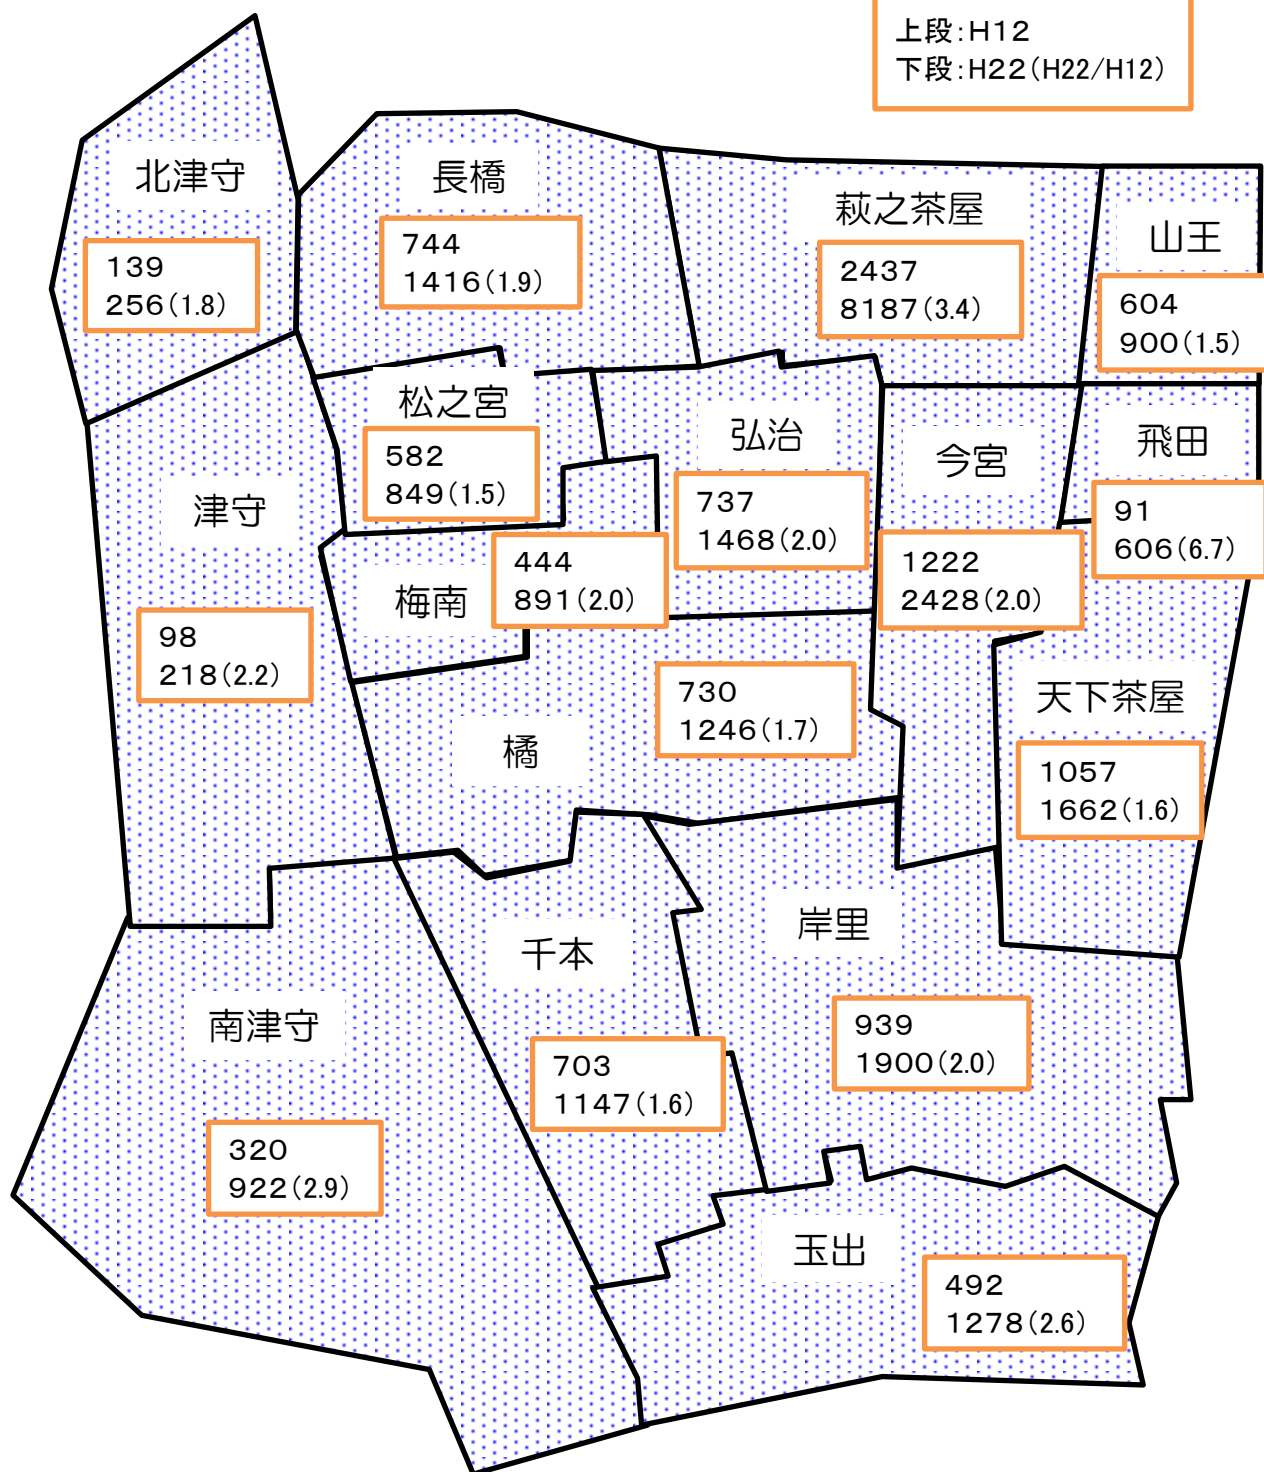 上段：H12
下段：H22（H22/H12）
北津守
139
256（1.8）
長橋
744
1416（1.9）
萩之茶屋
2437
8187（3.4）
山王
604
900（1.5）
松之宮
582
849（1.5）
弘治
737
1468（2.0）
今宮
1222
2428（2.0）
飛田
91
606（6.7）
津守
98
218（2.2）
梅南
444
891（2.0）
橘
730
1246（1.7）
天下茶屋
1057
1662（1.6）
南津守
320
922（2.9）
千本
703
1147（1.6）
岸里
939
1900（2.0）
玉出
492
1278（2.6）